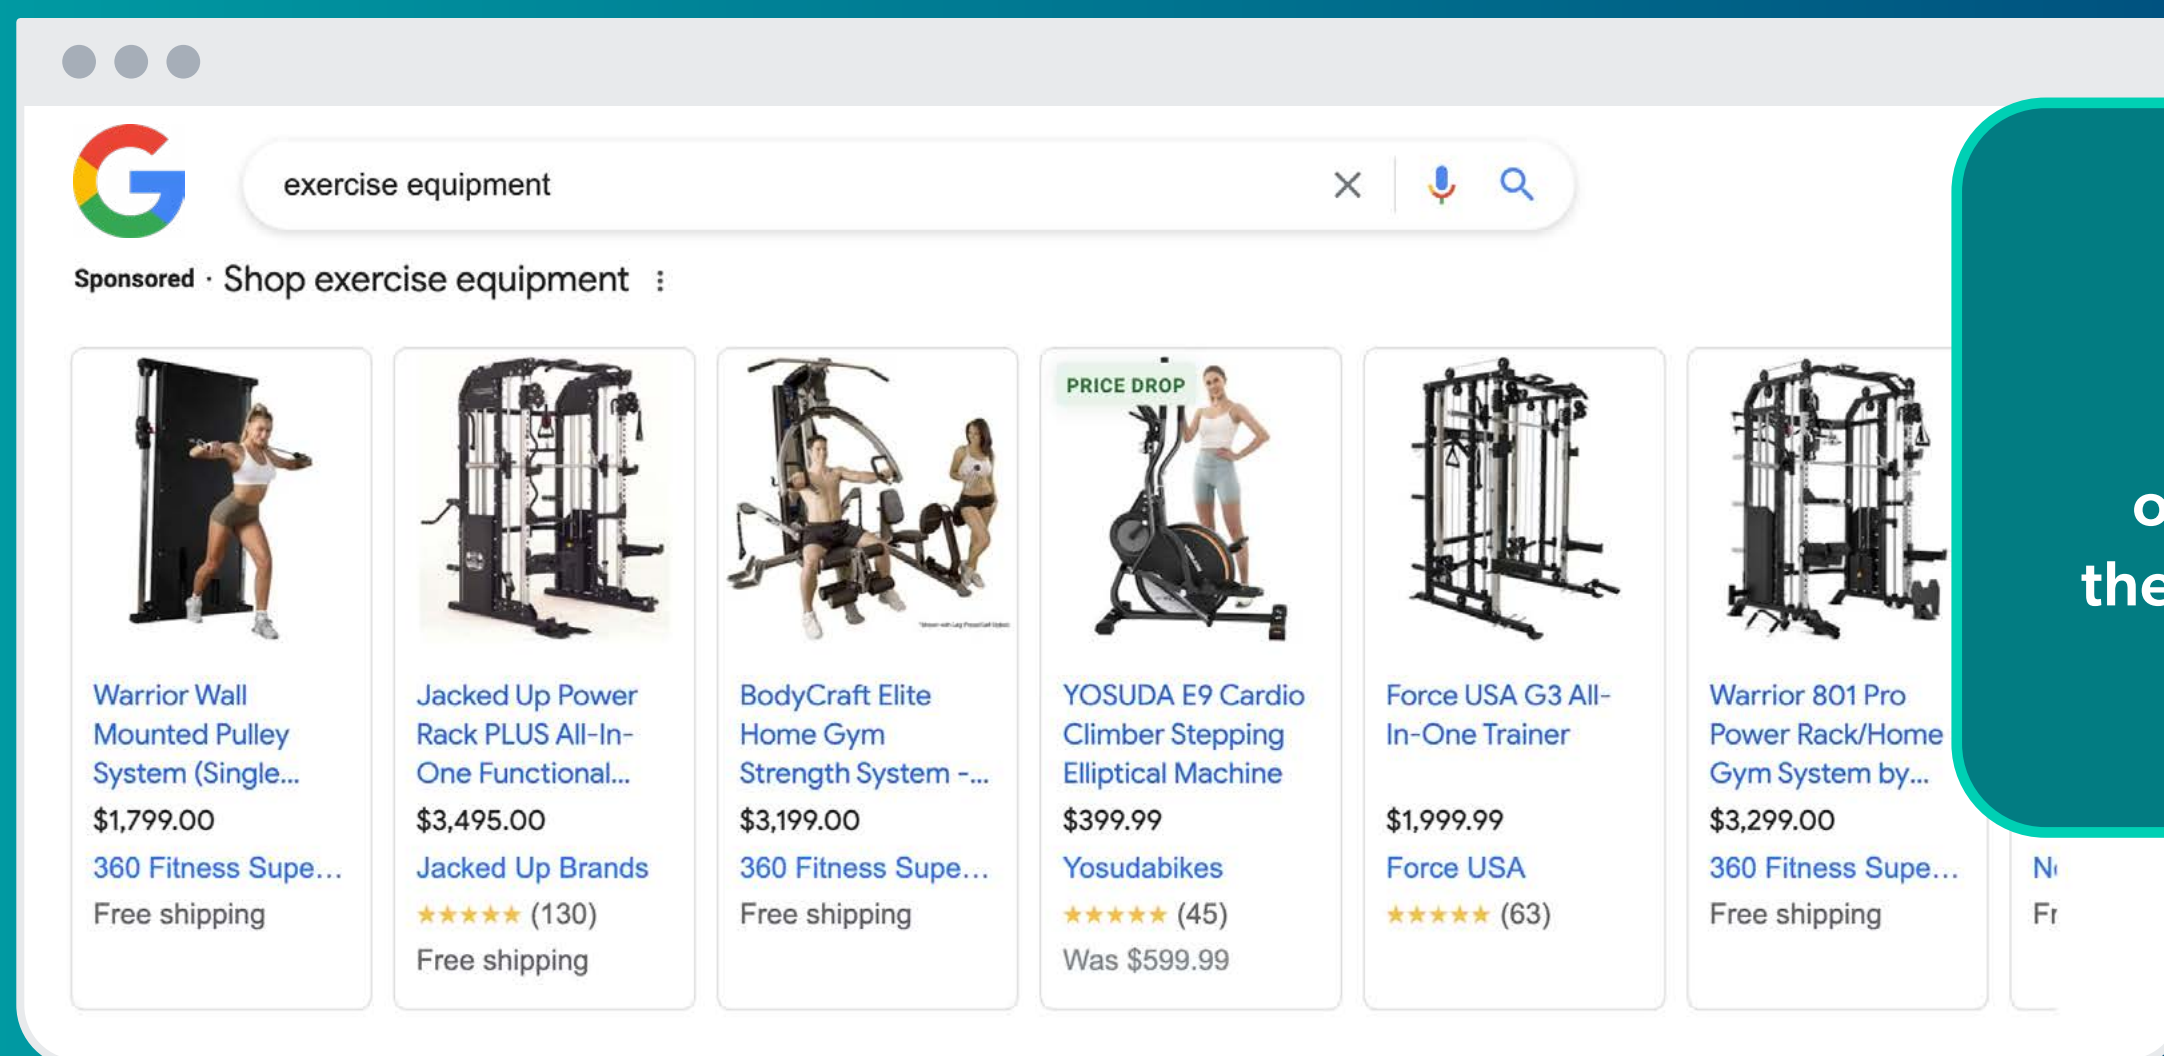 exercise equipment
Sponsored · Shop exercise equipment
PRICE DROP
Warrior Wall
Mounted Pulley
System (Single...
$1,799.00
360 Fitness Supe...
Free shipping
Jacked Up Power
Rack PLUS All-In-
One Functional...
$3,495.00
Jacked Up Brands
★★★★★ (130)
Free shipping
BodyCraft Elite
Home Gym
Strength System -...
$3,199.00
360 Fitness Supe...
Free shipping
YOSUDA E9 Cardio
Climber Stepping
Elliptical Machine
$399.99
Yosudabikes
★★★★★ (45)
Was $599.99
Force USA G3 All-
In-One Trainer
$1,999.99
Force USA
★★★★★ (63)
Warrior 801 Pro
Power Rack/Home
Gym System by...
$3,299.00
360 Fitness Supe...
Free shipping
the